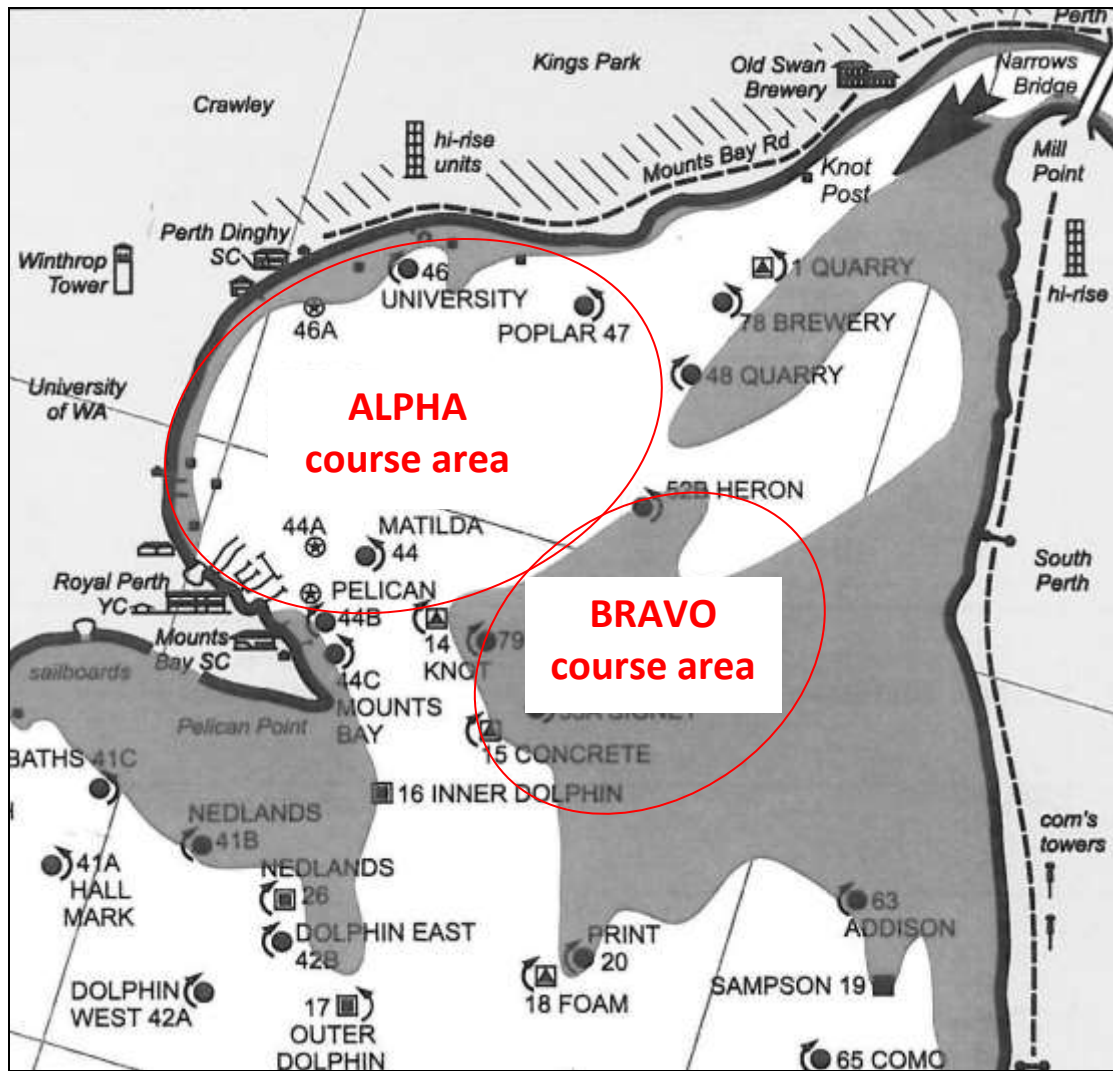 Perth
Narrows
Bridge
Kings Park
Old Swan
Brewery
Crawley
hi-rise
units
Mounts Bay Rd
Knot
Post
Mill
Point
Perth Dinghy
SC
Winthrop
Tower
46
UNIVERSITY
46A
POPLAR 47
1 QUARRY
78 BREWERY
hi-rise
48 QUARRY
University
of WA
ALPHA
course area
52B HERON
44A
MATILDA
44
South
Perth
Royal Perth
YC
PELICAN
44B
14
KNOT
79
BRAVO
course area
Mounts
Bay SC
sailboards
44C
MOUNTS
BAY
Pelican Point
15 CONCRETE
BATHS 41C
16 INNER DOLPHIN
NEDLANDS
41B
com's
towers
41A
HALL
MARK
NEDLANDS
26
63
ADDISON
DOLPHIN EAST
42B
PRINT
20
DOLPHIN
WEST 42A
17
OUTER
DOLPHIN
18 FOAM
SAMPSON 19
65 COMO